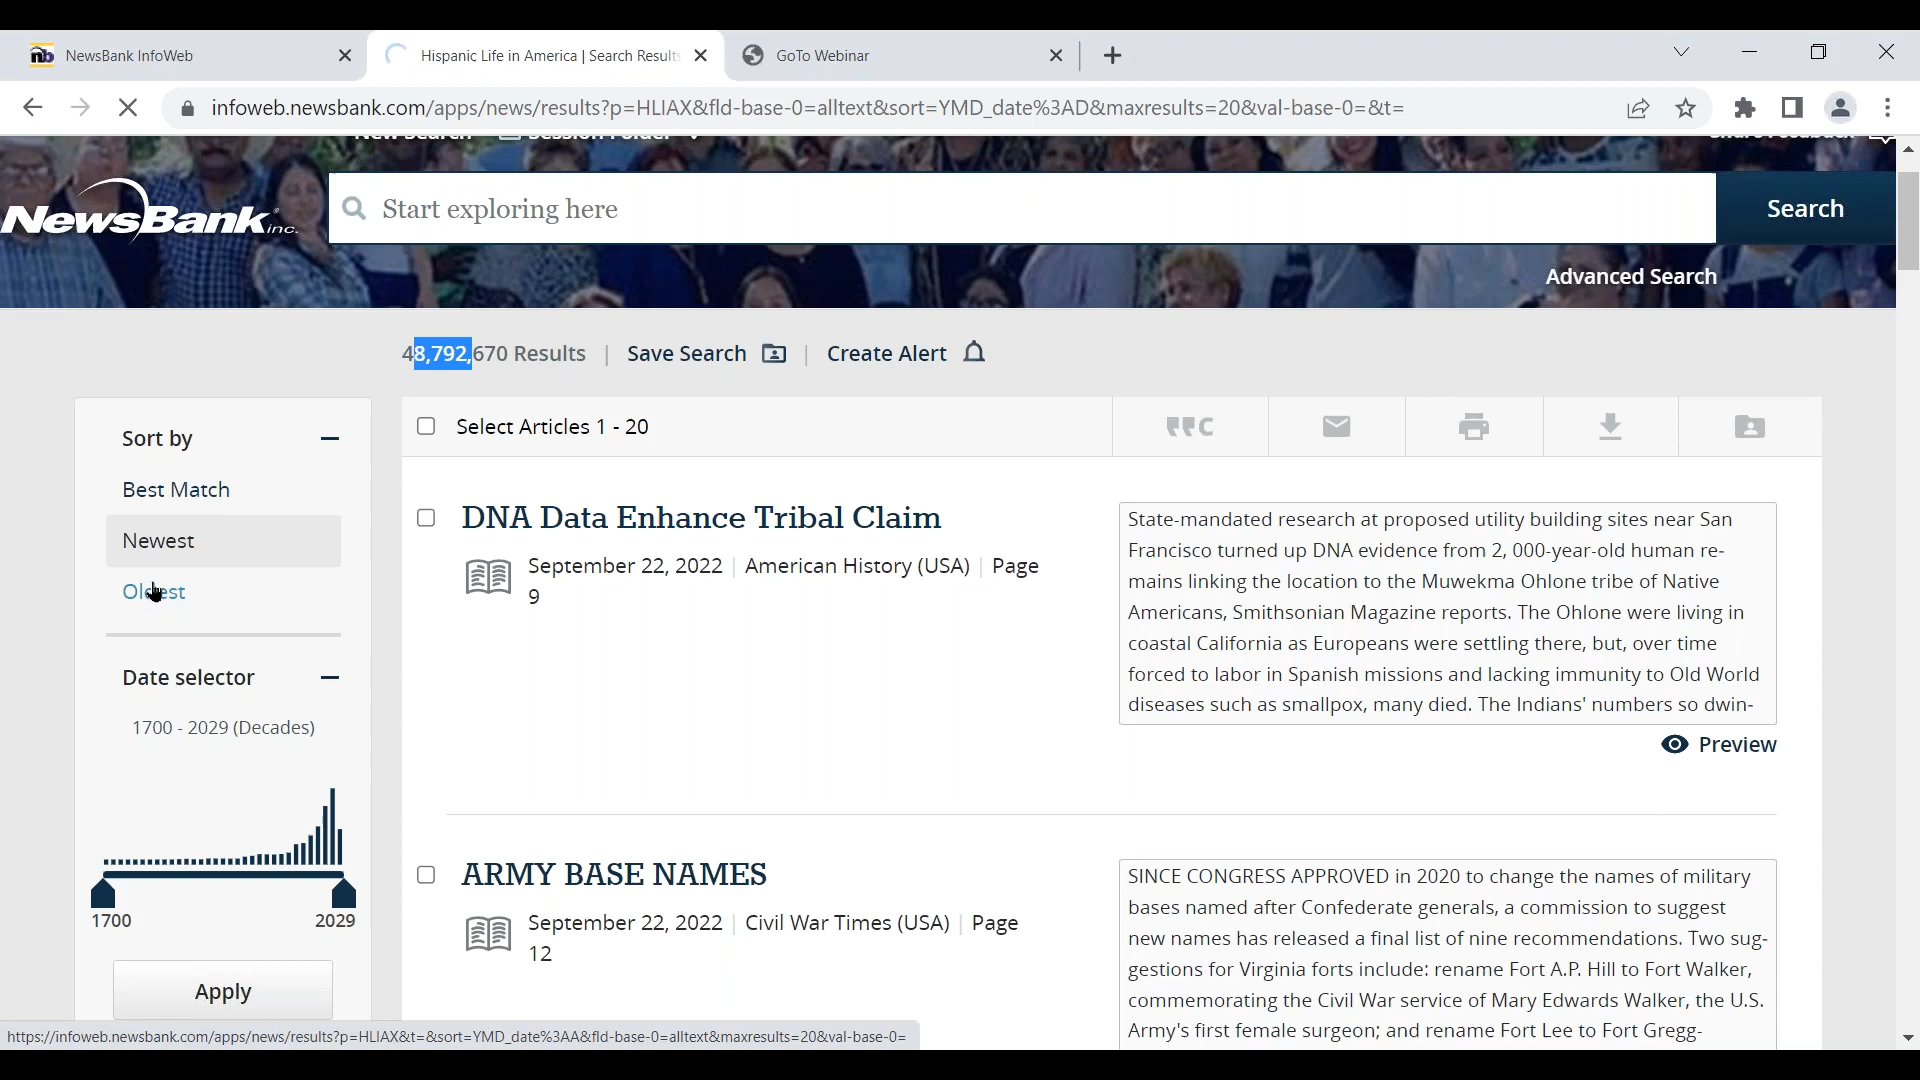 NewsBank InfoWeb
Hispanic Life in America | Search Results
GoTo Webinar
infoweb.newsbank.com/apps/news/results?p=HLIAX&fld-base-0=alltext&sort=YMD_date%3AD&maxresults=20&val-base-0=&t=
New Search Session Folder Share Feedback
NewsBank inc.
Start exploring here
Search
Advanced Search
48,792,670 Results | Save Search | Create Alert
Sort by
Best Match
Newest
Oldest
Date selector
1700 - 2029 (Decades)
1700 2029
Apply
Select Articles 1 - 20
DNA Data Enhance Tribal Claim
September 22, 2022 | American History (USA) | Page
9
State-mandated research at proposed utility building sites near San
Francisco turned up DNA evidence from 2, 000-year-old human re-
mains linking the location to the Muwekma Ohlone tribe of Native
Americans, Smithsonian Magazine reports. The Ohlone were living in
coastal California as Europeans were settling there, but, over time
forced to labor in Spanish missions and lacking immunity to Old World
diseases such as smallpox, many died. The Indians' numbers so dwin-
Preview
ARMY BASE NAMES
September 22, 2022 | Civil War Times (USA) | Page
12
SINCE CONGRESS APPROVED in 2020 to change the names of military
bases named after Confederate generals, a commission to suggest
new names has released a final list of nine recommendations. Two sug-
gestions for Virginia forts include: rename Fort A.P. Hill to Fort Walker,
commemorating the Civil War service of Mary Edwards Walker, the U.S.
Army's first female surgeon; and rename Fort Lee to Fort Gregg-
https://infoweb.newsbank.com/apps/news/results?p=HLIAX&t=&sort=YMD_date%3AA&fld-base-0=alltext&maxresults=20&val-base-0=